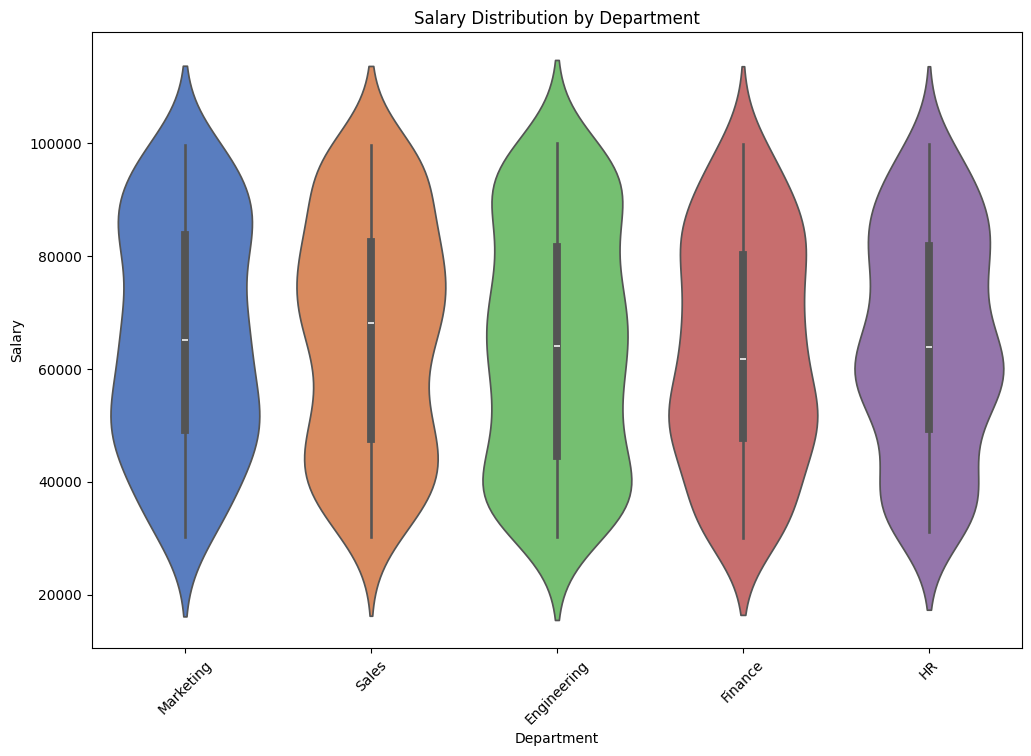 Salary Distribution by Department
Salary
100000
80000
60000
40000
20000
Marketing
Sales
Engineering
Finance
HR
Department